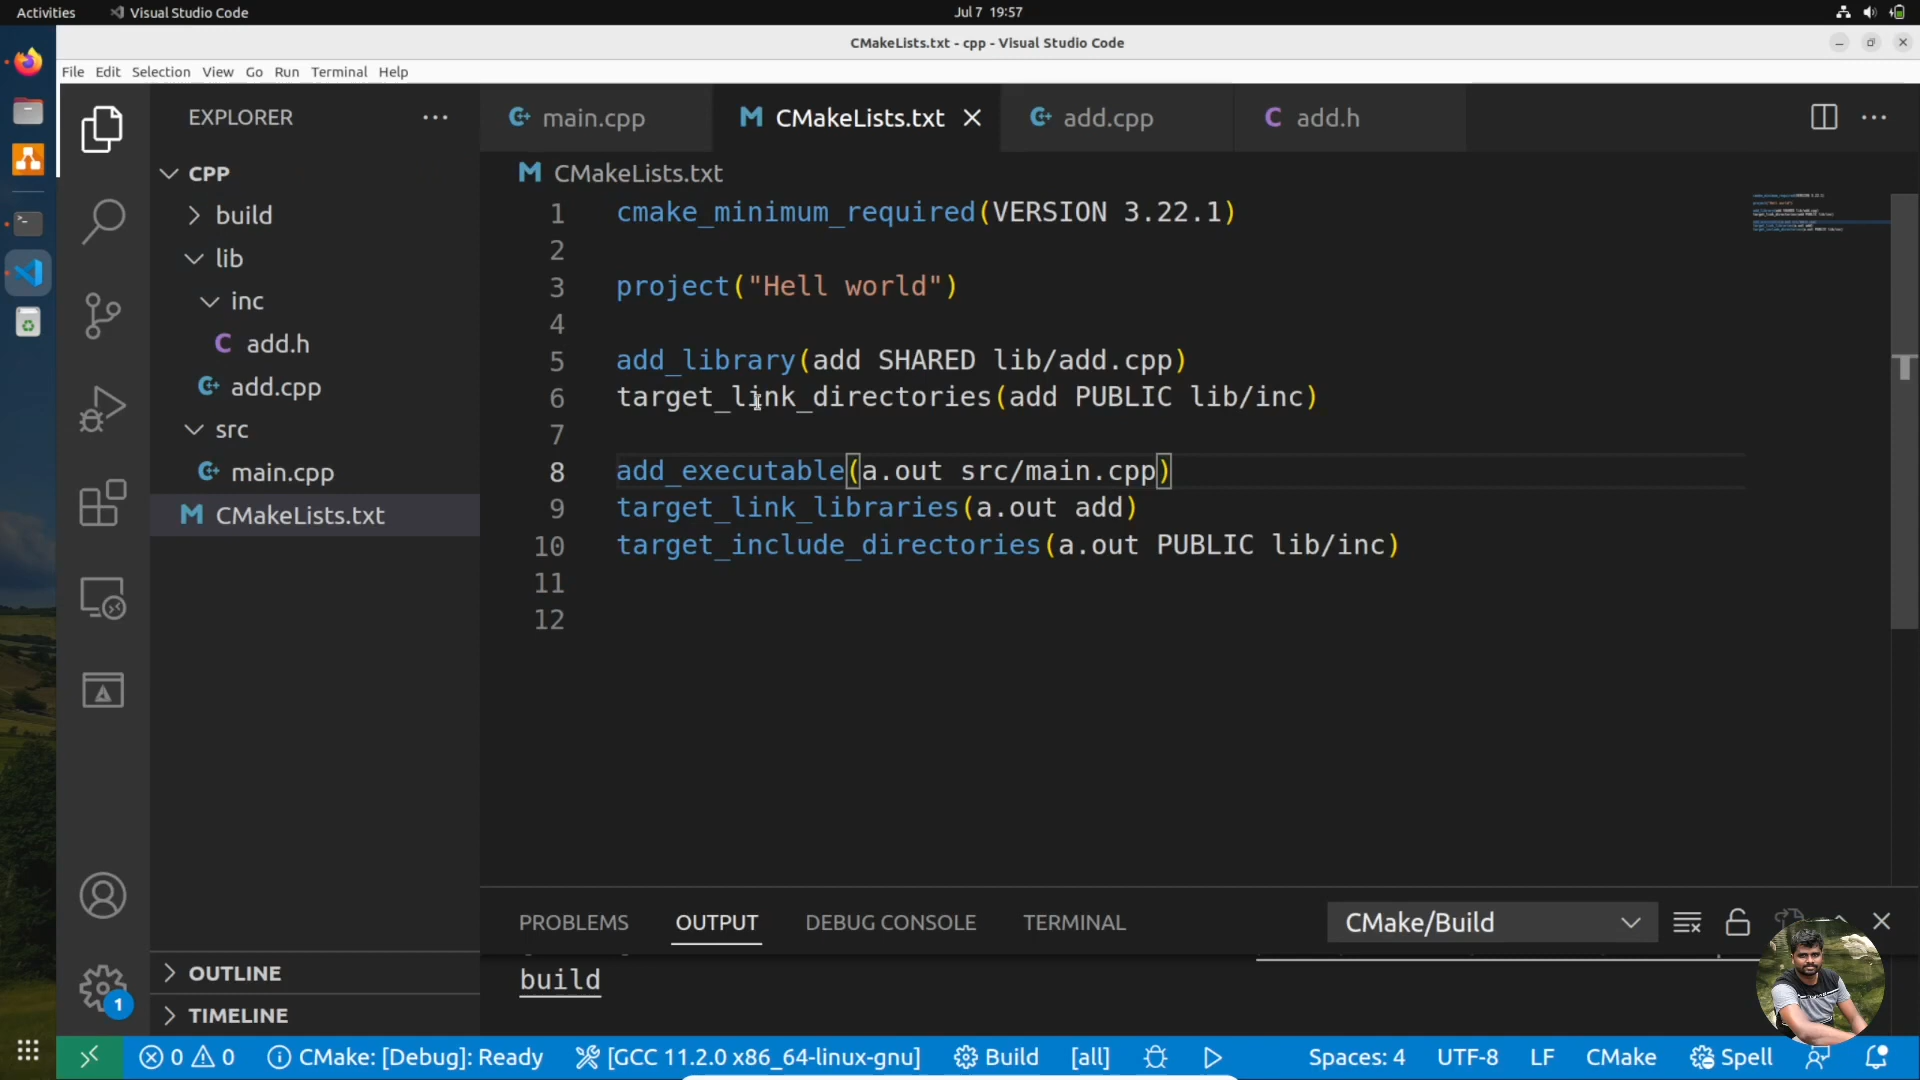 Activities
Visual Studio Code
Jul 7 19:57
CMakeLists.txt - cpp - Visual Studio Code
File Edit Selection View Go Run Terminal Help
EXPLORER
main.cpp
CMakeLists.txt
add.cpp
add.h
CPP
build
lib
inc
add.h
add.cpp
src
main.cpp
CMakeLists.txt
CMakeLists.txt
1 cmake_minimum_required(VERSION 3.22.1)
2
3 project("Hell world")
4
5 add_library(add SHARED lib/add.cpp)
6 target_link_directories(add PUBLIC lib/inc)
7
8 add_executable(a.out src/main.cpp)
9 target_link_libraries(a.out add)
10 target_include_directories(a.out PUBLIC lib/inc)
11
12
PROBLEMS OUTPUT DEBUG CONSOLE TERMINAL
CMake/Build
build
OUTLINE
TIMELINE
1
0 0 CMake: [Debug]: Ready [GCC 11.2.0 x86_64-linux-gnu] Build [all] Spaces: 4 UTF-8 LF CMake Spell